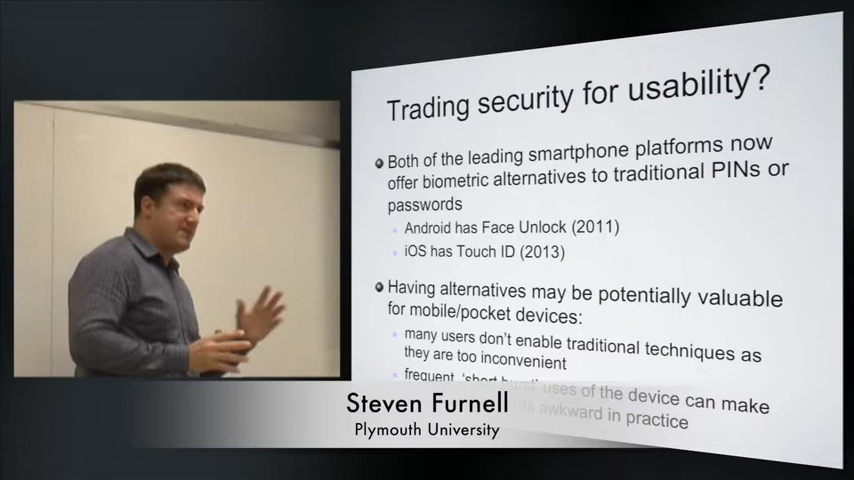 Trading security for usability?
Both of the leading smartphone platforms now
offer biometric alternatives to traditional PINs or
passwords
Android has Face Unlock (2011)
iOS has Touch ID (2013)
Having alternatives may be potentially valuable
for mobile/pocket devices:
many users don't enable traditional techniques as
they are too inconvenient
frequent 'short burst' uses of the device can make
awkward in practice
Steven Furnell
Plymouth University